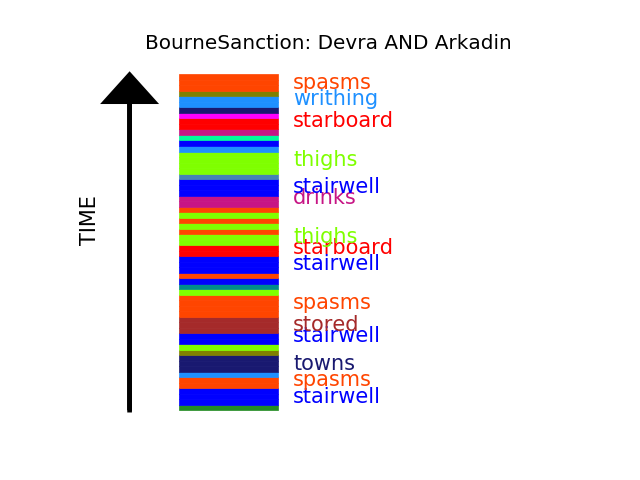 BourneSanction: Devra AND Arkadin
spasms
writhing
starboard
thighs
stairwell
drinks
thighs
starboard
stairwell
spasms
stored
stairwell
towns
spasms
stairwell
TIME